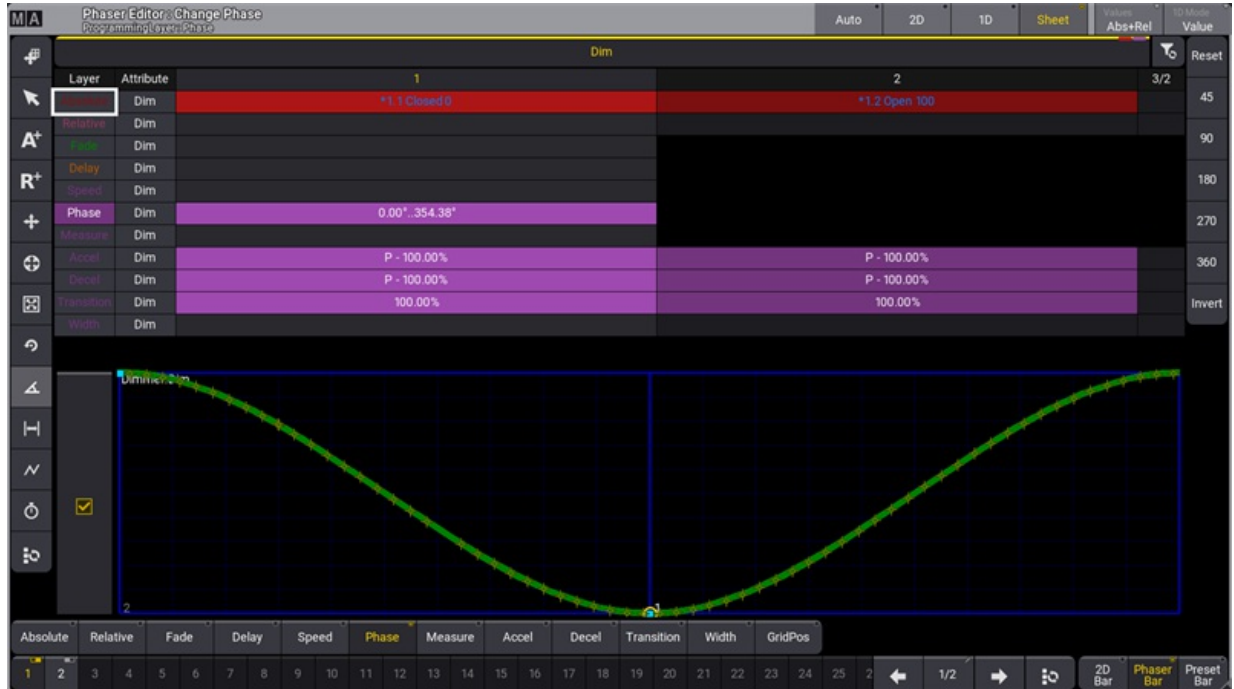 MA
Phaser Editor: Change Phase
ProgrammingLayer: Phase
Auto
2D
1D
Sheet
Values
Abs+Rel
1D Mode
Value
Dim
Reset
Layer Attribute 1 2 3/2
Absolute Dim *1.1 Closed 0 *1.2 Open 100
45
Relative Dim
Fade Dim
90
Delay Dim
Speed Dim
180
Phase Dim 0.00°..354.38°
270
Measure Dim
Accel Dim P - 100.00% P - 100.00%
360
Decel Dim P - 100.00% P - 100.00%
Transition Dim 100.00% 100.00%
Invert
Width Dim
A+
R+
Dimmer.Dim
2
1
Absolute Relative Fade Delay Speed Phase Measure Accel Decel Transition Width GridPos
1 2 3 4 5 6 7 8 9 10 11 12 13 14 15 16 17 18 19 20 21 22 23 24 25 2
1/2
2D
Bar
Phaser
Bar
Preset
Bar